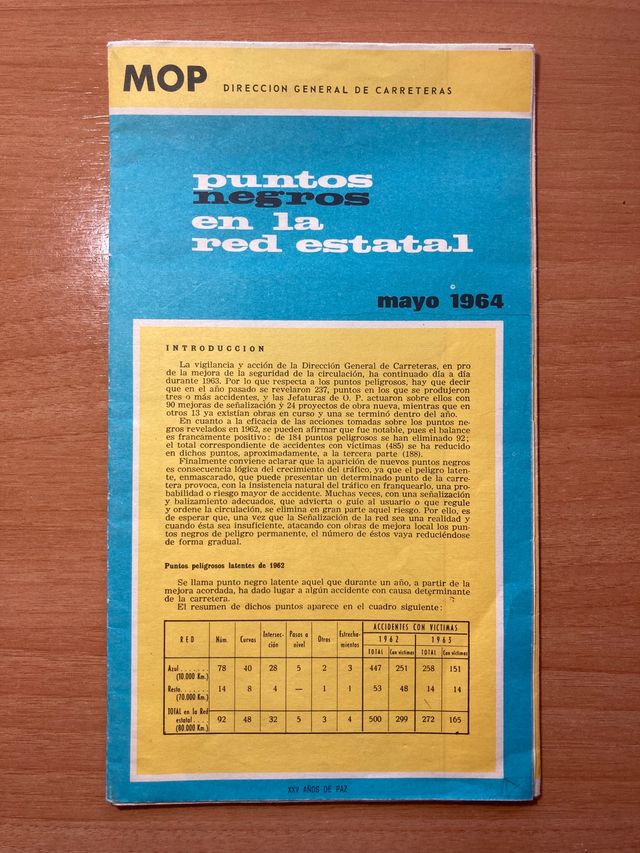 MOP DIRECCION GENERAL DE CARRETERAS
puntos
negros
en la
red estatal
mayo 1964
INTRODUCCION
La vigilancia y acción de la Dirección General de Carreteras, en pro
de la mejora de la seguridad de la circulación, ha continuado día a día
durante 1963. Por lo que respecta a los puntos peligrosos, hay que decir
que en el año pasado se revelaron 237, puntos en los que se produjeron
tres o más accidentes, y las Jefaturas de O. P. actuaron sobre ellos con
90 mejoras de señalización y 24 proyectos de obra nueva, mientras que en
otros 13 ya existían obras en curso y una se terminó dentro del año.
En cuanto a la eficacia de las acciones tomadas sobre los puntos ne-
gros revelados en 1962, se pueden afirmar que fue notable, pues el balance
es francamente positivo: de 184 puntos peligrosos se han eliminado 92;
el total correspondiente de accidentes con víctimas (485) se ha reducido
en dichos puntos, aproximadamente, a la tercera parte (188).
Finalmente conviene aclarar que la aparición de nuevos puntos negros
es consecuencia lógica del crecimiento del tráfico, ya que el peligro laten-
te, enmascarado, que puede presentar un determinado punto de la carre-
tera provoca, con la insistencia natural del tráfico en franquearlo, una pro-
babilidad o riesgo mayor de accidente. Muchas veces, con una señalización
y balizamiento adecuados, que advierta o guíe al usuario o que regule
y ordene la circulación, se elimina en gran parte aquel riesgo. Por ello, es
de esperar que, una vez que la Señalización de la red sea una realidad y
cuando ésta sea insuficiente, atacando con obras de mejora local los pun-
tos negros de peligro permanente, el número de éstos vaya reduciéndose
de forma gradual.
Puntos peligrosos latentes de 1962
Se llama punto negro latente aquel que durante un año, a partir de la
mejora acordada, ha dado lugar a algún accidente con causa determinante
de la carretera.
El resumen de dichos puntos aparece en el cuadro siguiente:
ACCIDENTES CON VICTIMAS
RED Núm. Curvas Intersec-ción Pasos a nivel Otros Estrecha-mientos 1962 1963
TOTAL Con víctimas TOTAL Con víctimas
Azul...... (10.000 Km.) 78 40 28 5 2 3 447 251 258 151
Resto..... (70.000 Km.) 14 8 4 — 1 1 53 48 14 14
TOTAL en la Red estatal.... (80.000 Km.) 92 48 32 5 3 4 500 299 272 165
XXV AÑOS DE PAZ